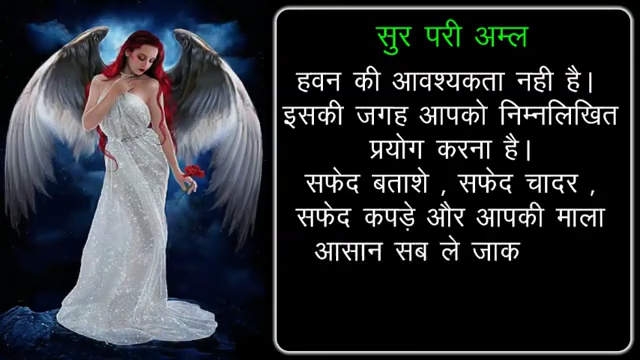 सुर परी अम्ल
हवन की आवश्यकता नही है।
इसकी जगह आपको निम्नलिखित
प्रयोग करना है।
सफेद बताशे , सफेद चादर ,
सफेद कपड़े और आपकी माला
आसान सब ले जाक